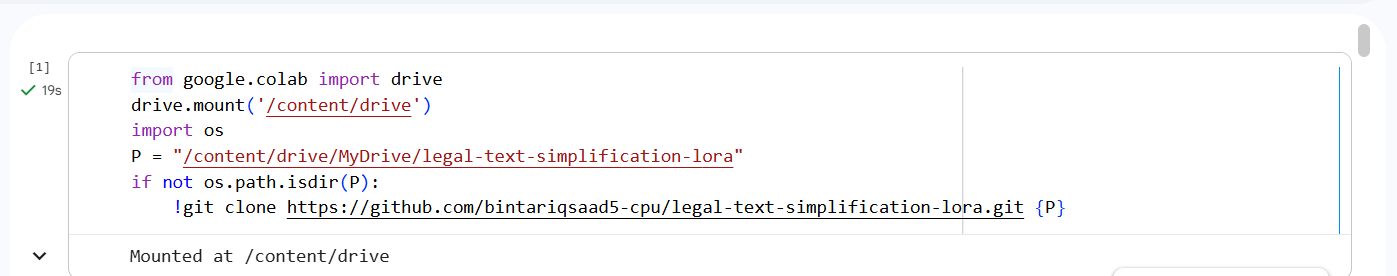 [1]
19s
from google.colab import drive
drive.mount('/content/drive')
import os
P = "/content/drive/MyDrive/legal-text-simplification-lora"
if not os.path.isdir(P):
    !git clone https://github.com/bintariqsaad5-cpu/legal-text-simplification-lora.git {P}
Mounted at /content/drive